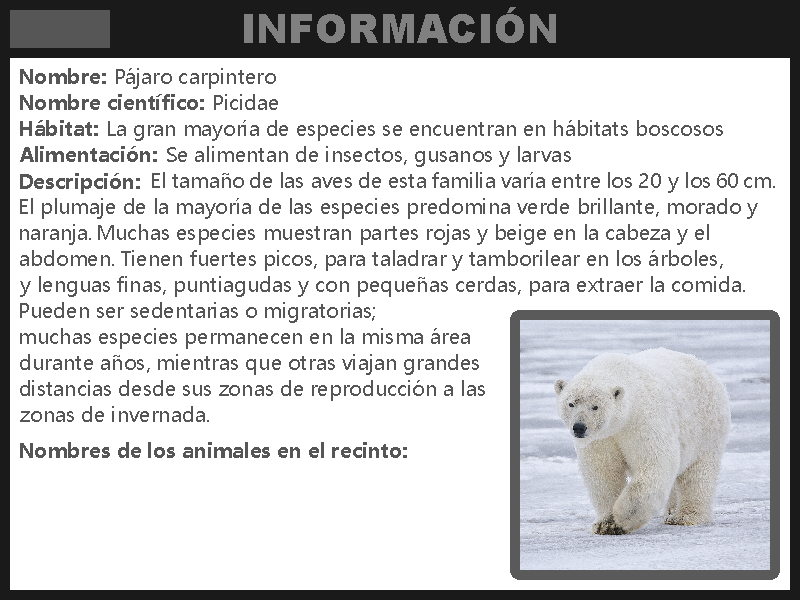 INFORMACIÓN
Nombre: Pájaro carpintero
Nombre científico: Picidae
Hábitat: La gran mayoría de especies se encuentran en hábitats boscosos
Alimentación: Se alimentan de insectos, gusanos y larvas
Descripción: El tamaño de las aves de esta familia varía entre los 20 y los 60 cm.
El plumaje de la mayoría de las especies predomina verde brillante, morado y
naranja. Muchas especies muestran partes rojas y beige en la cabeza y el
abdomen. Tienen fuertes picos, para taladrar y tamborilear en los árboles,
y lenguas finas, puntiagudas y con pequeñas cerdas, para extraer la comida.
Pueden ser sedentarias o migratorias;
muchas especies permanecen en la misma área
durante años, mientras que otras viajan grandes
distancias desde sus zonas de reproducción a las
zonas de invernada.
Nombres de los animales en el recinto: